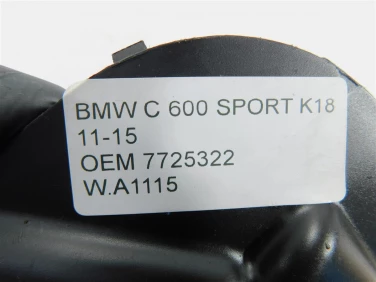 BMW C 600 SPORT K18
11-15
OEM 7725322
W.A1115